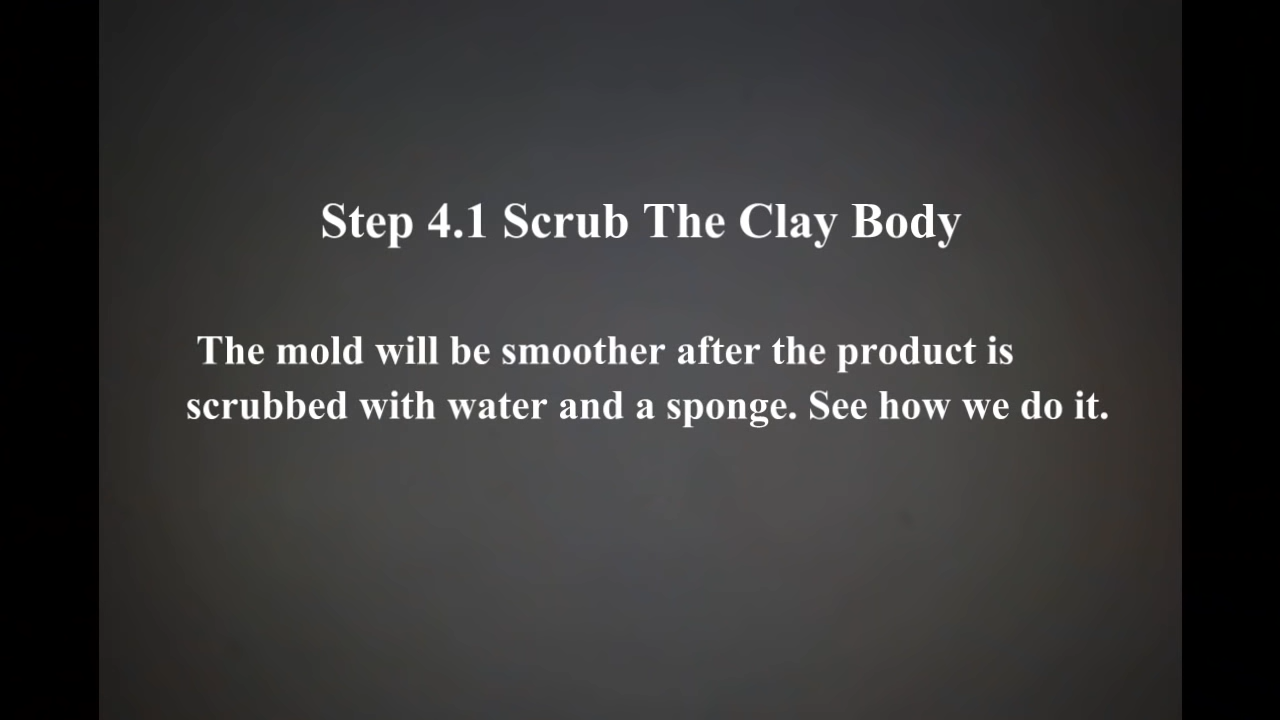 Step 4.1 Scrub The Clay Body
The mold will be smoother after the product is
scrubbed with water and a sponge. See how we do it.